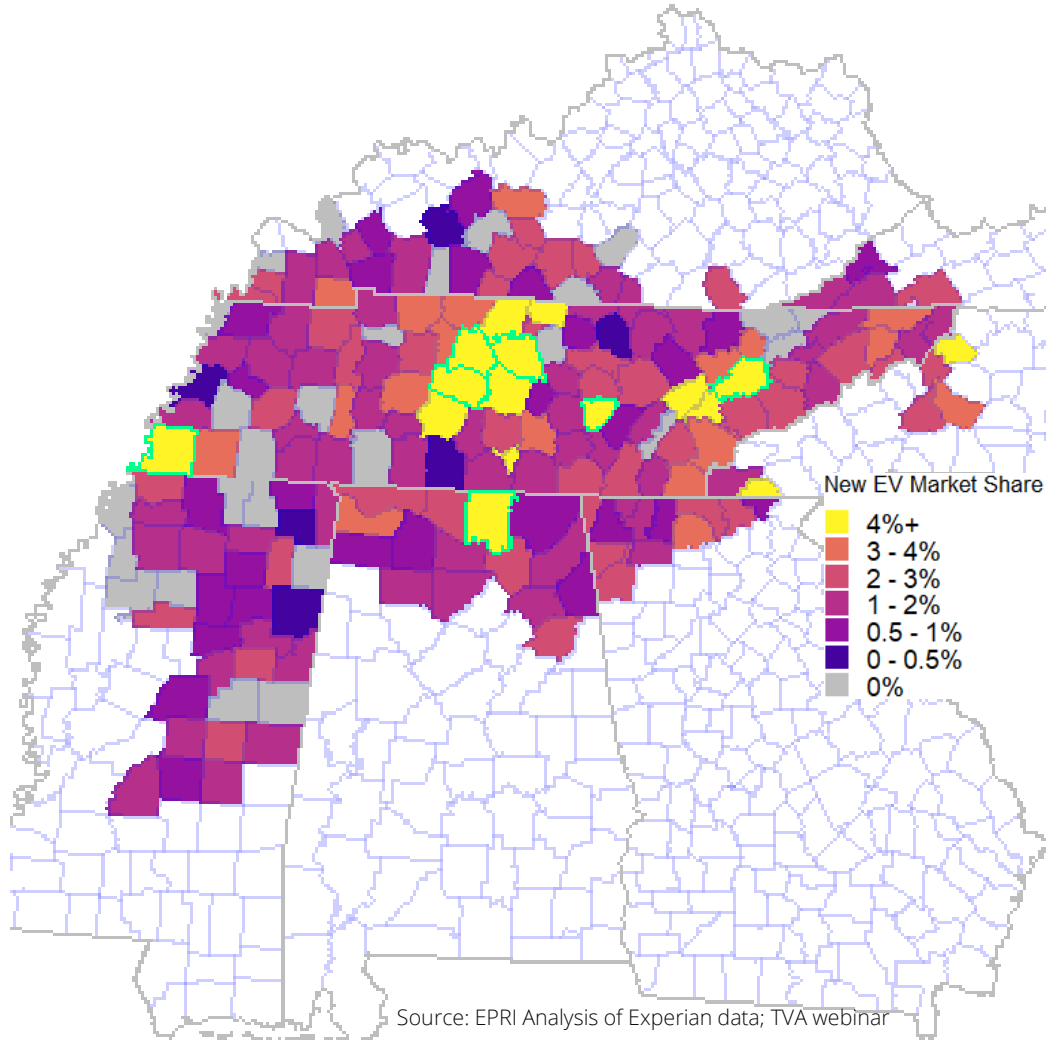 New EV Market Share
4%+
3 - 4%
2 - 3%
1 - 2%
0.5 - 1%
0 - 0.5%
0%
Source: EPRI Analysis of Experian data; TVA webinar